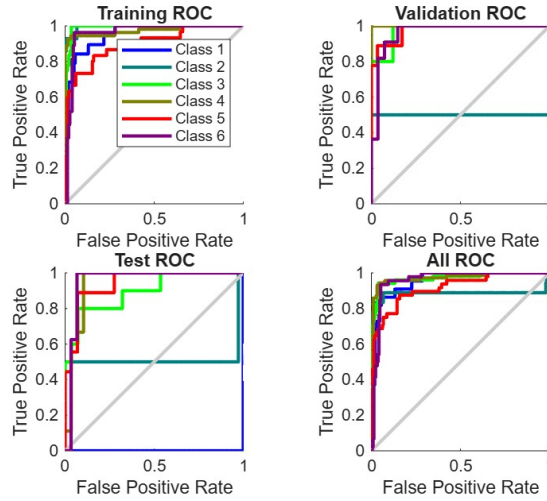 Training ROC
True Positive Rate
1
0.8
0.6
0.4
0.2
0
0
0.5
1
False Positive Rate
Class 1
Class 2
Class 3
Class 4
Class 5
Class 6
Validation ROC
True Positive Rate
1
0.8
0.6
0.4
0.2
0
0
0.5
1
False Positive Rate
Test ROC
True Positive Rate
1
0.8
0.6
0.4
0.2
0
0
0.5
1
False Positive Rate
All ROC
True Positive Rate
1
0.8
0.6
0.4
0.2
0
0
0.5
1
False Positive Rate